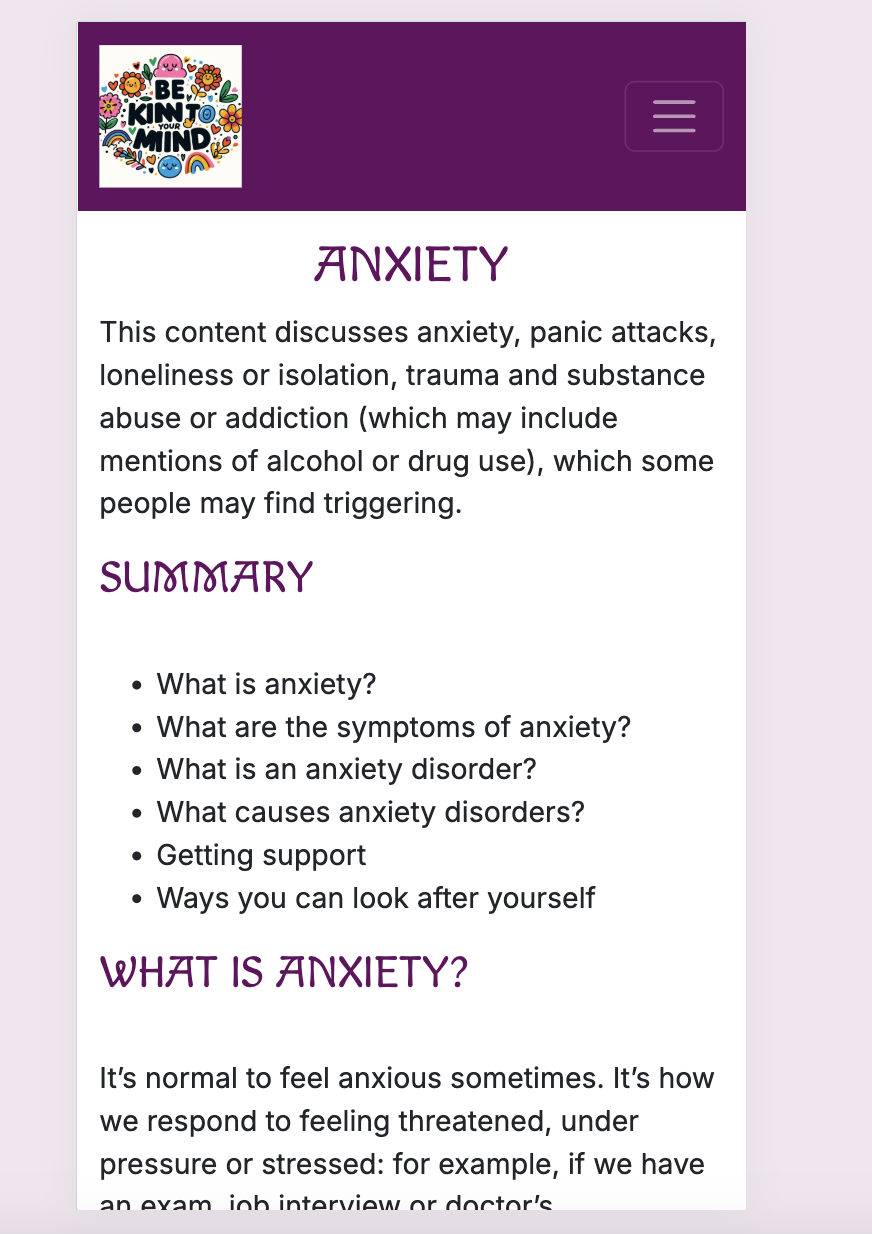 BE
KINN TO
YOUR
MIIND
ANXIETY
This content discusses anxiety, panic attacks,
loneliness or isolation, trauma and substance
abuse or addiction (which may include
mentions of alcohol or drug use), which some
people may find triggering.
SUMMARY
• What is anxiety?
• What are the symptoms of anxiety?
• What is an anxiety disorder?
• What causes anxiety disorders?
• Getting support
• Ways you can look after yourself
WHAT IS ANXIETY?
It’s normal to feel anxious sometimes. It’s how
we respond to feeling threatened, under
pressure or stressed: for example, if we have
an exam, job interview or doctor’s